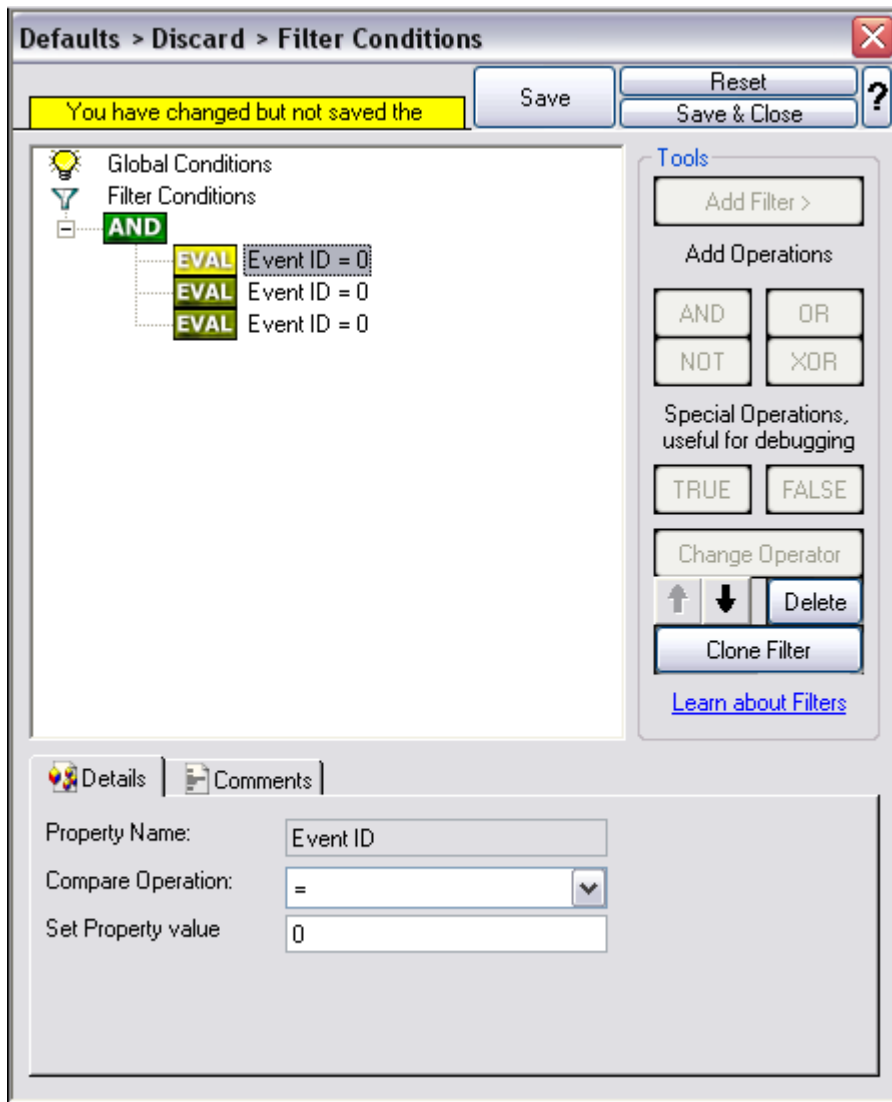 Defaults > Discard > Filter Conditions
You have changed but not saved the
Save
Reset
Save & Close
?
Global Conditions
Filter Conditions
AND
EVAL Event ID = 0
EVAL Event ID = 0
EVAL Event ID = 0
Tools
Add Filter >
Add Operations
AND OR
NOT XOR
Special Operations,
useful for debugging
TRUE FALSE
Change Operator
Delete
Clone Filter
Learn about Filters
Details Comments
Property Name: Event ID
Compare Operation: =
Set Property value 0